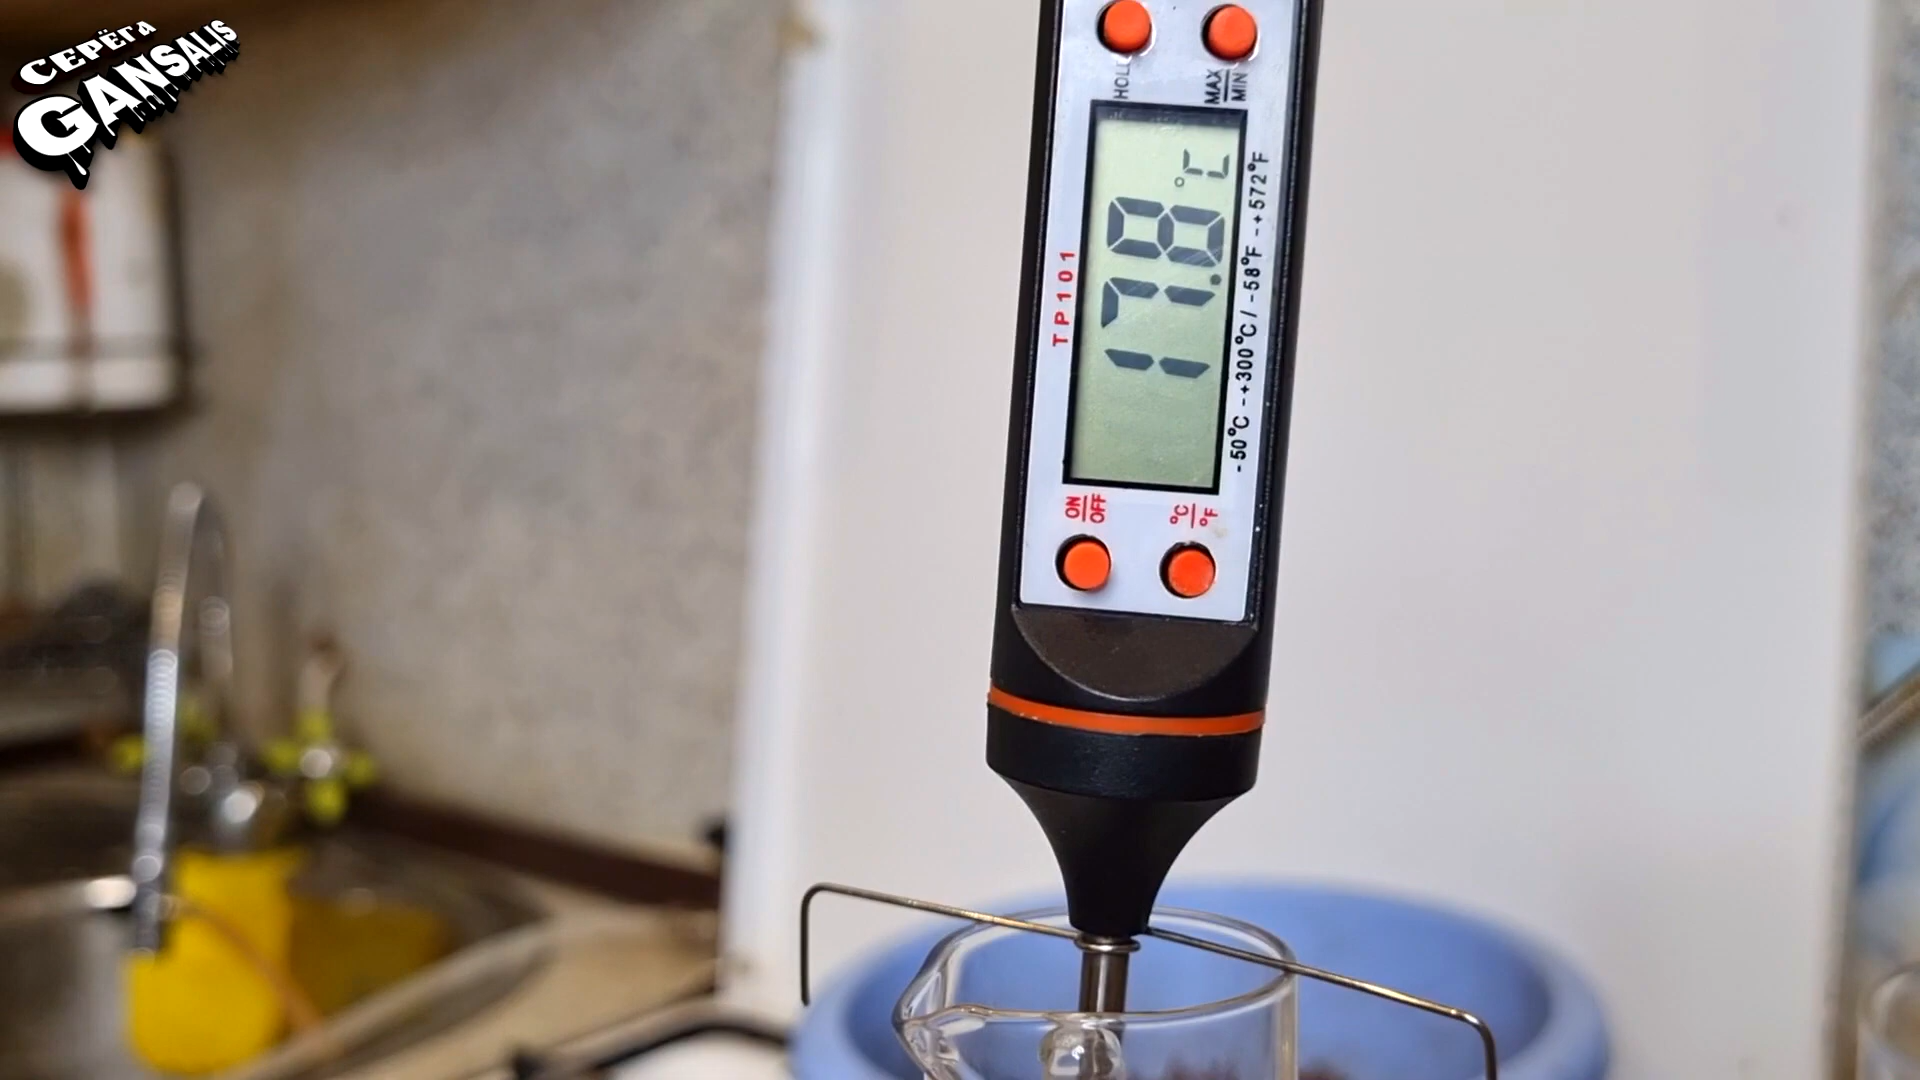 СЕРЁГА
GANSALIS
HOLD
MAX
MIN
17.8 °C
TP101
-50°C -+300°C / -58°F -+572°F
ON
OFF
°C
°F